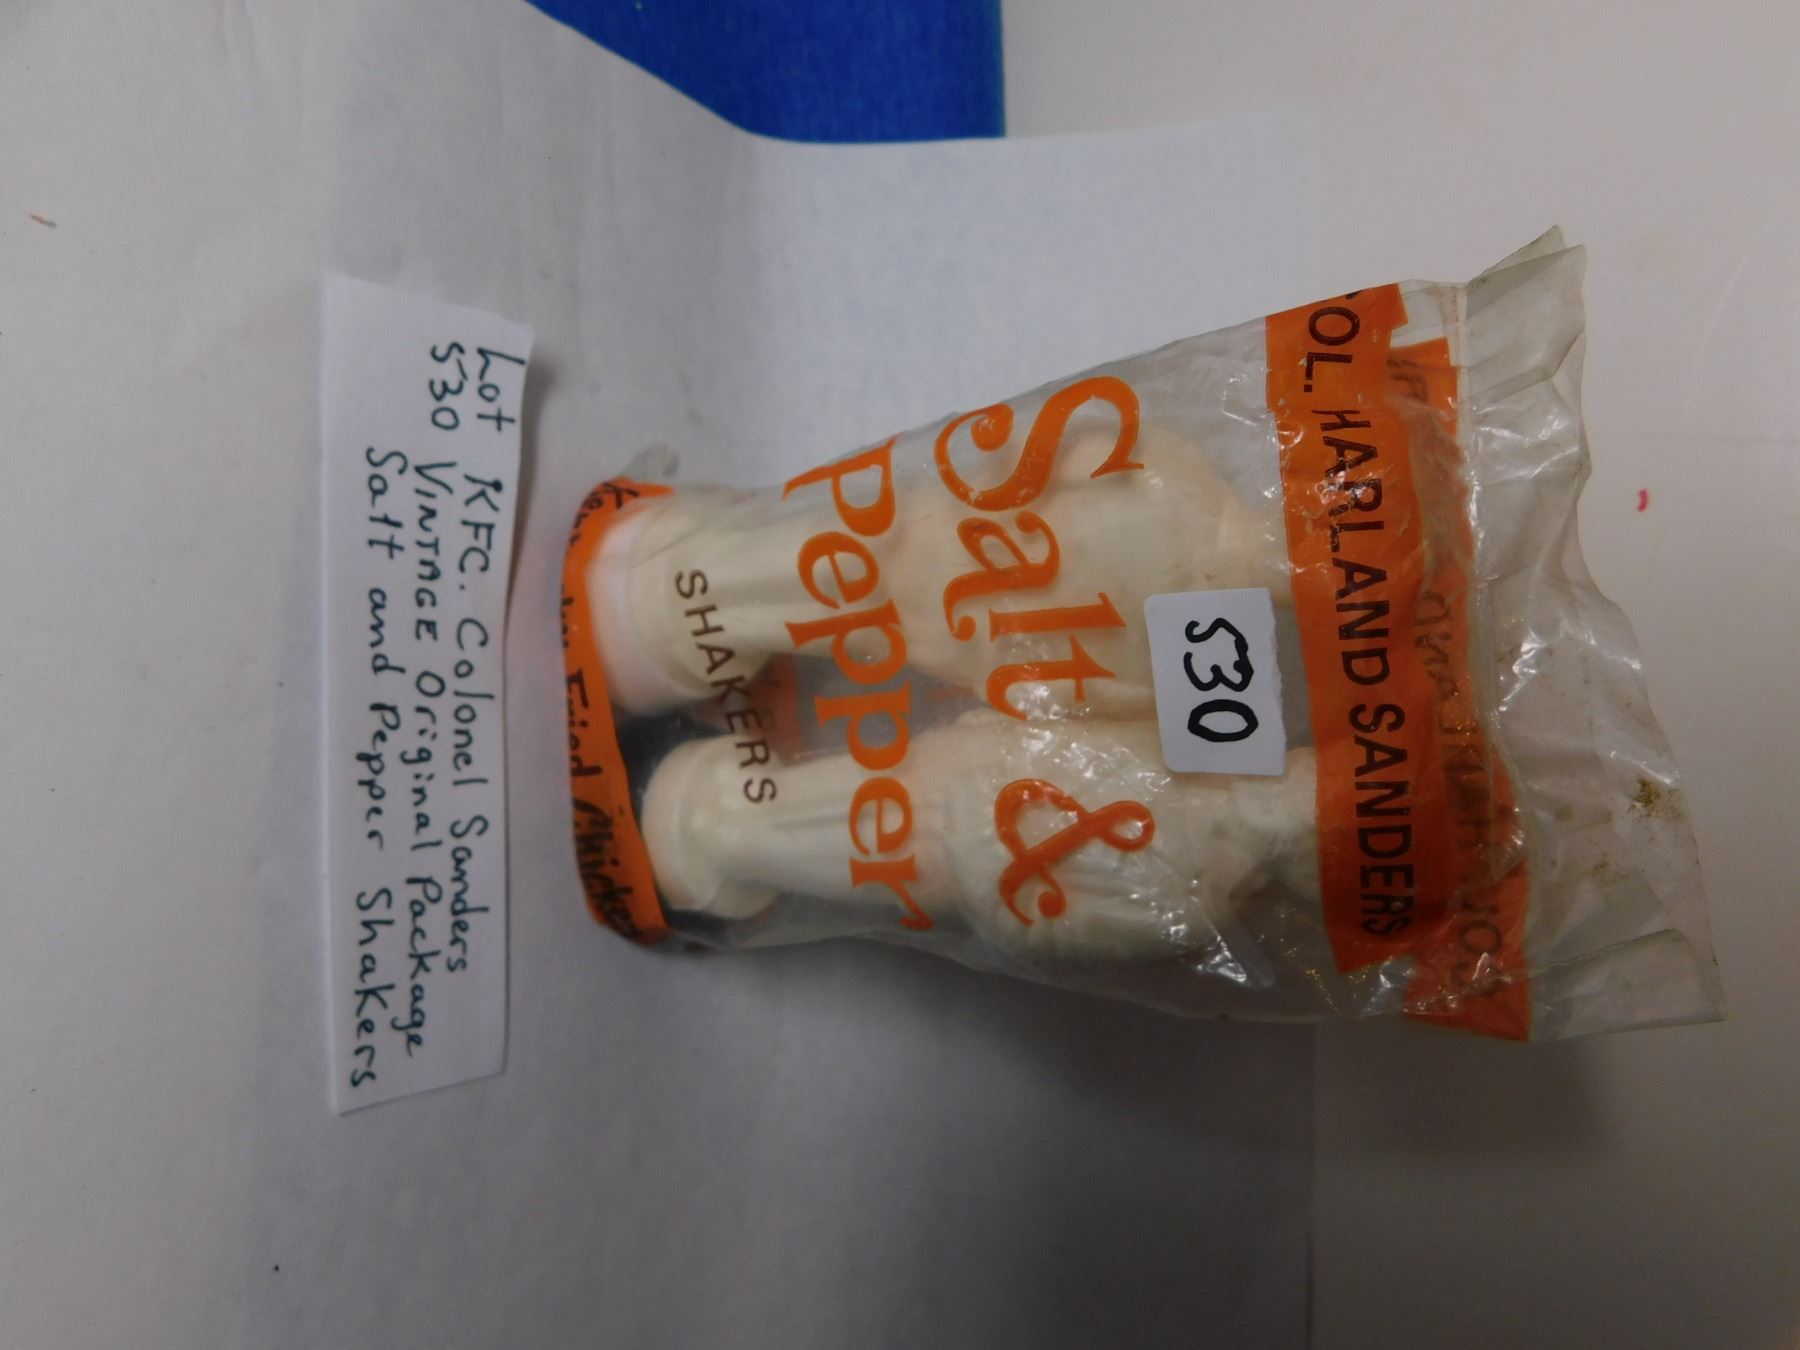 Lot KFC. Colonel Sanders
530 VINTAGE Original Package
Salt and Pepper Shakers
COL. HARLAND SANDERS
530
Salt &
Pepper
SHAKERS
Fried Chicken